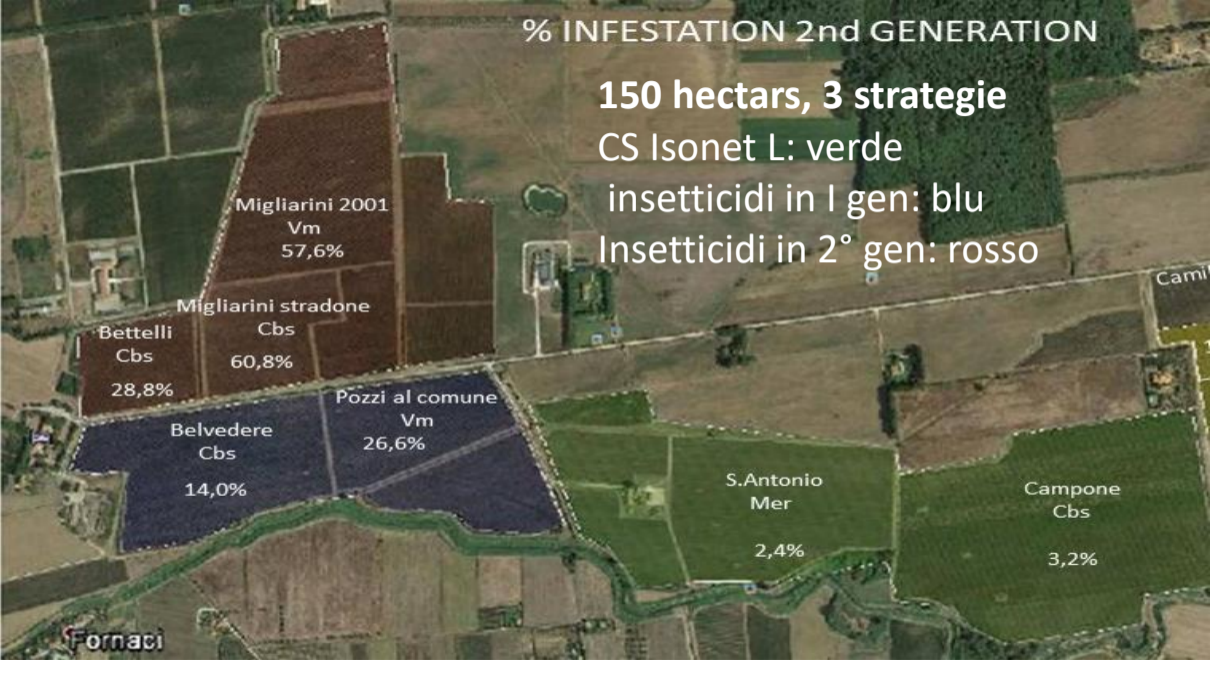 % INFESTATION 2nd GENERATION
150 hectars, 3 strategie
CS Isonet L: verde
insetticidi in I gen: blu
Insetticidi in 2° gen: rosso
Migliarini 2001
Vm
57,6%
Migliarini stradone
Cbs
60,8%
Bettelli
Cbs
28,8%
Pozzi al comune
Vm
26,6%
Belvedere
Cbs
14,0%
S.Antonio
Mer
2,4%
Campone
Cbs
3,2%
Camil
1
Fornaci